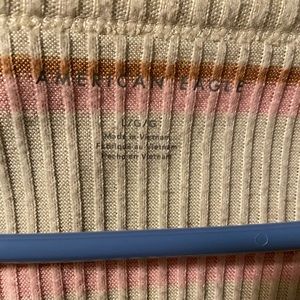 AMERICAN EAGLE
L/G/G
Made in Vietnam
Fabriqué au Vietnam
Hecho en Vietnam